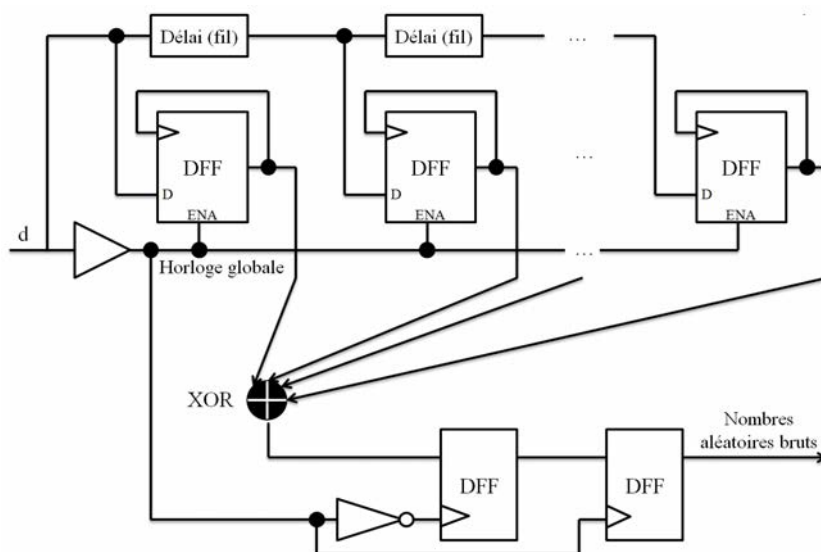 Délai (fil)
Délai (fil)
...
DFF
DFF
...
DFF
D
D
D
ENA
ENA
ENA
d
...
Horloge globale
XOR
Nombres
aléatoires bruts
DFF
DFF